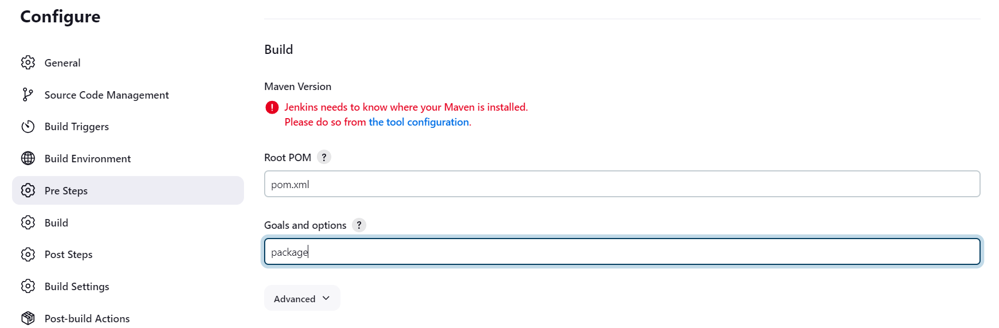 Configure
General
Source Code Management
Build Triggers
Build Environment
Pre Steps
Build
Post Steps
Build Settings
Post-build Actions
Build
Maven Version
! Jenkins needs to know where your Maven is installed.
Please do so from the tool configuration.
Root POM ?
pom.xml
Goals and options ?
package
Advanced